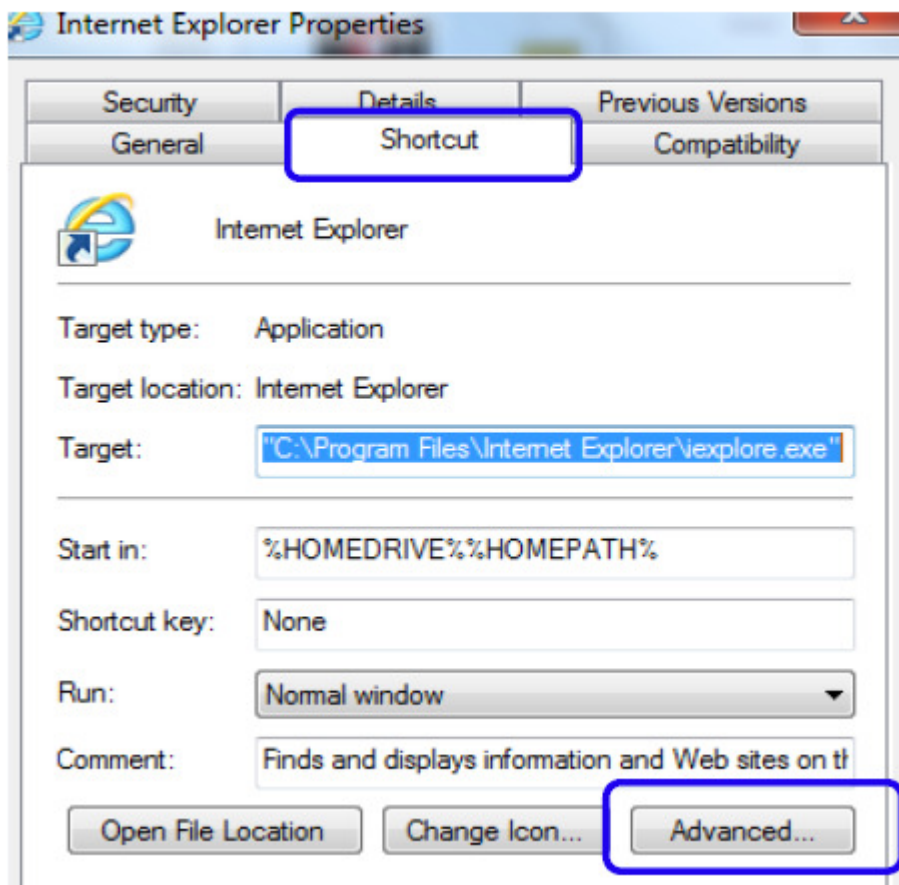 Internet Explorer Properties
Security Details Previous Versions
General Shortcut Compatibility
Internet Explorer
Target type: Application
Target location: Internet Explorer
Target: "C:\Program Files\Internet Explorer\iexplore.exe"
Start in: %HOMEDRIVE%%HOMEPATH%
Shortcut key: None
Run: Normal window
Comment: Finds and displays information and Web sites on th
Open File Location Change Icon... Advanced...